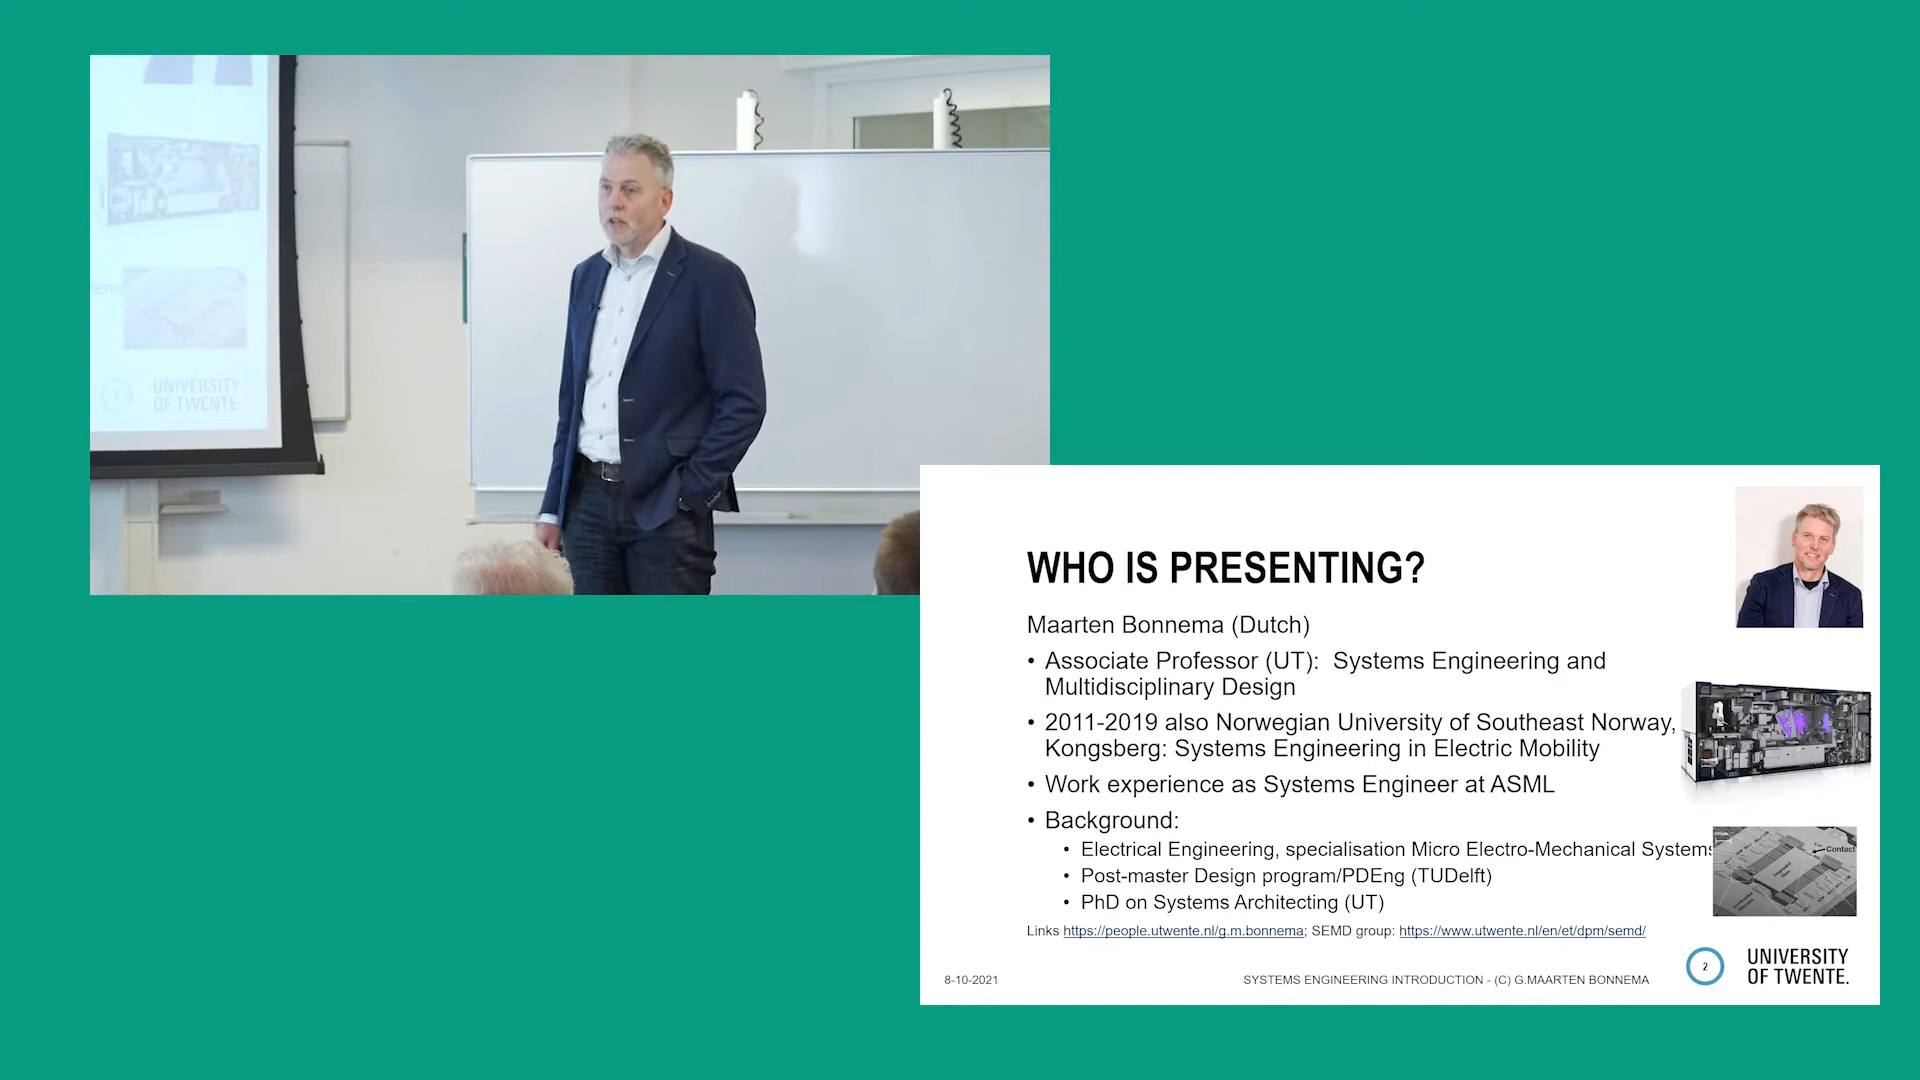 UNIVERSITY
OF TWENTE
WHO IS PRESENTING?
Maarten Bonnema (Dutch)
• Associate Professor (UT):  Systems Engineering and
Multidisciplinary Design
• 2011-2019 also Norwegian University of Southeast Norway,
Kongsberg: Systems Engineering in Electric Mobility
• Work experience as Systems Engineer at ASML
• Background:
• Electrical Engineering, specialisation Micro Electro-Mechanical Systems
• Post-master Design program/PDEng (TUDelft)
• PhD on Systems Architecting (UT)
Links https://people.utwente.nl/g.m.bonnema; SEMD group: https://www.utwente.nl/en/et/dpm/semd/
Contact
8-10-2021
SYSTEMS ENGINEERING INTRODUCTION - (C) G.MAARTEN BONNEMA
2
UNIVERSITY
OF TWENTE.